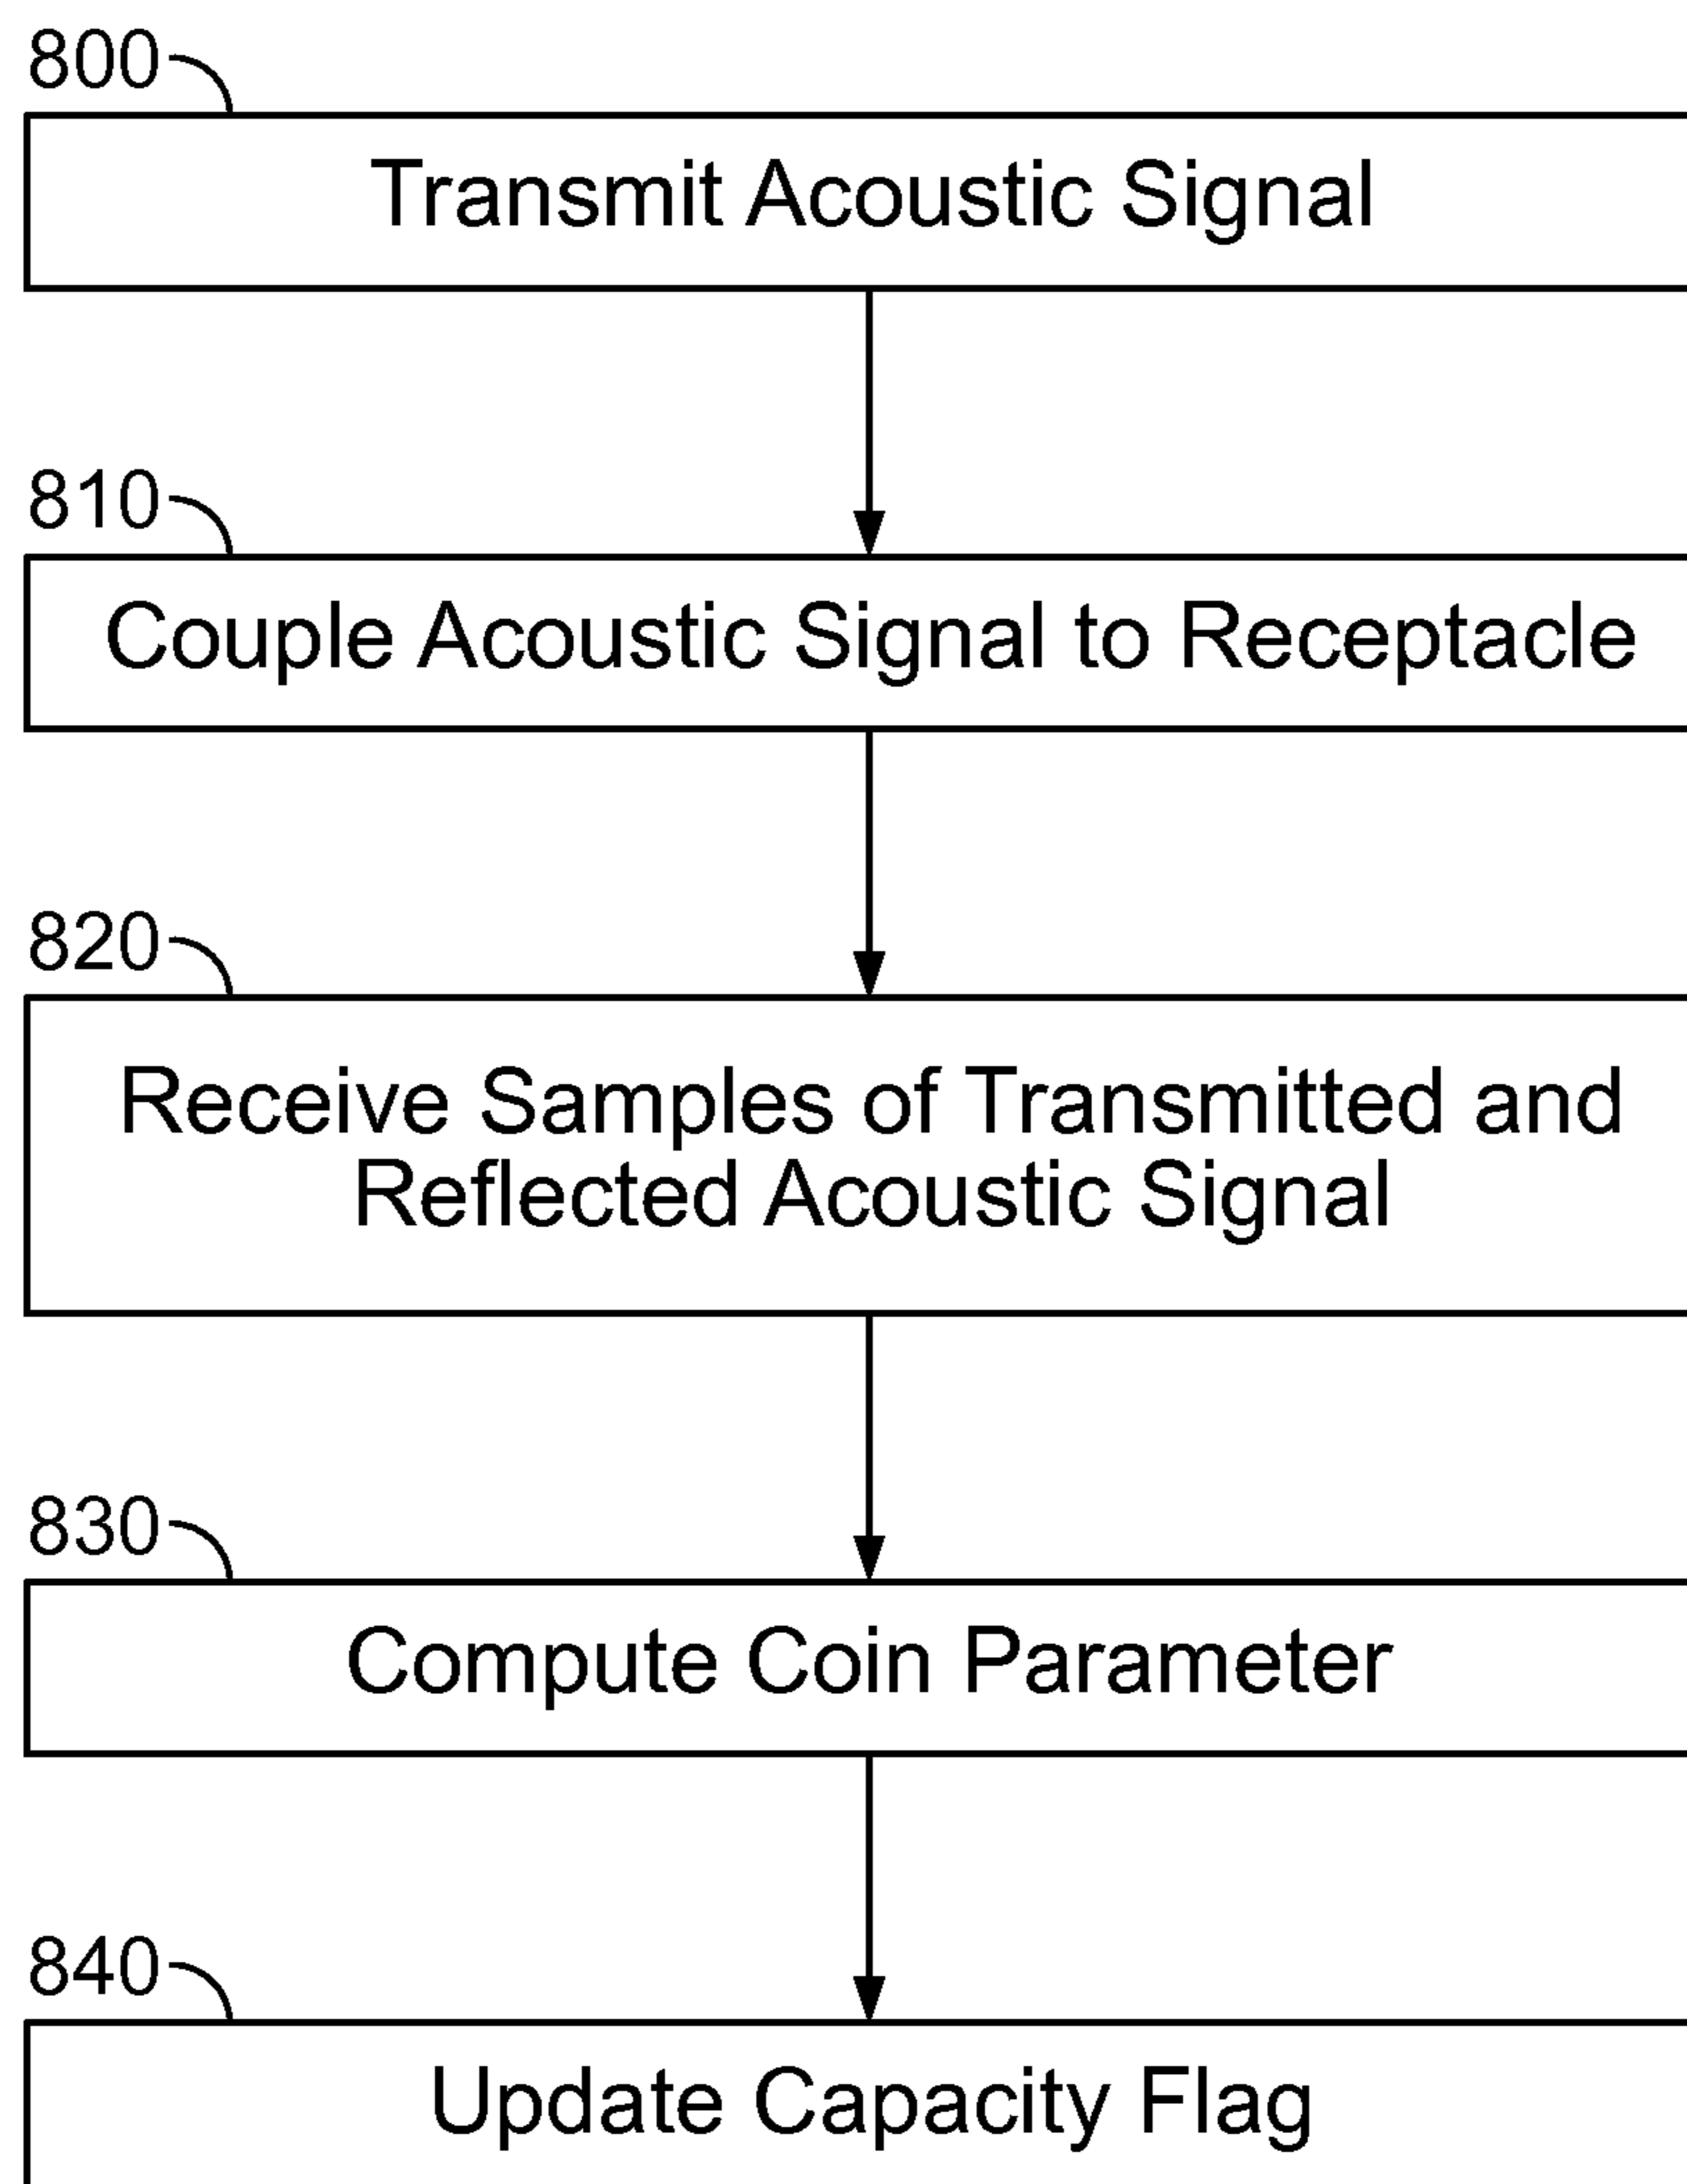 800
Transmit Acoustic Signal
810
Couple Acoustic Signal to Receptacle
820
Receive Samples of Transmitted and
Reflected Acoustic Signal
830
Compute Coin Parameter
840
Update Capacity Flag